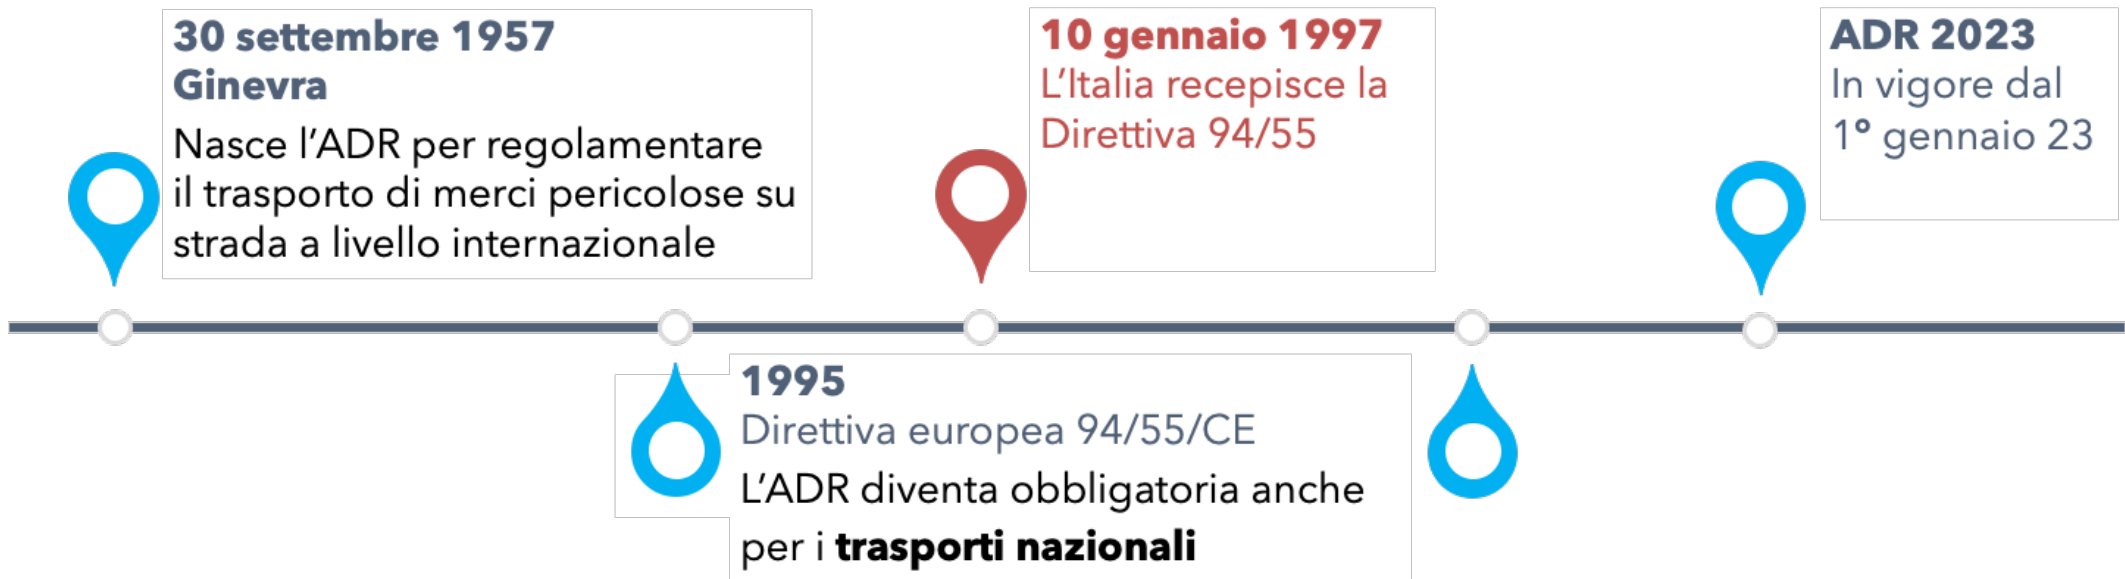 30 settembre 1957
Ginevra
Nasce l’ADR per regolamentare
il trasporto di merci pericolose su
strada a livello internazionale
1995
Direttiva europea 94/55/CE
L’ADR diventa obbligatoria anche
per i trasporti nazionali
10 gennaio 1997
L’Italia recepisce la
Direttiva 94/55
ADR 2023
In vigore dal
1° gennaio 23